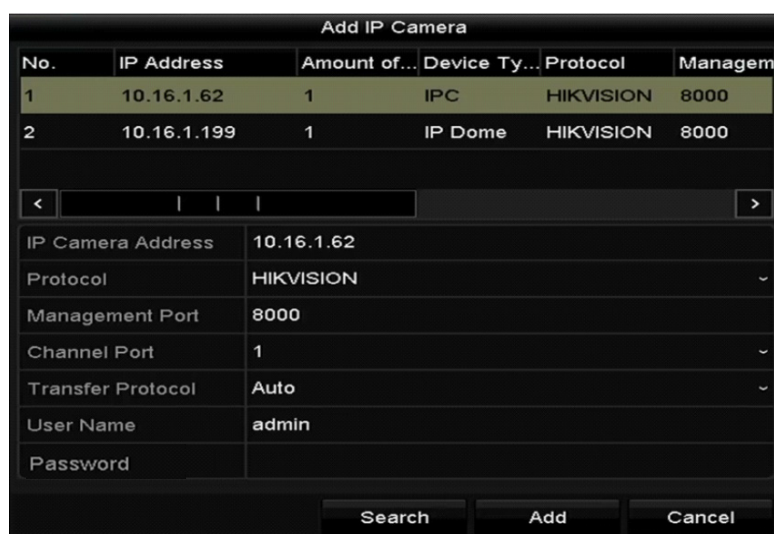 Add IP Camera
No. IP Address Amount of... Device Ty... Protocol Managem
1 10.16.1.62 1 IPC HIKVISION 8000
2 10.16.1.199 1 IP Dome HIKVISION 8000
IP Camera Address 10.16.1.62
Protocol HIKVISION
Management Port 8000
Channel Port 1
Transfer Protocol Auto
User Name admin
Password
Search Add Cancel